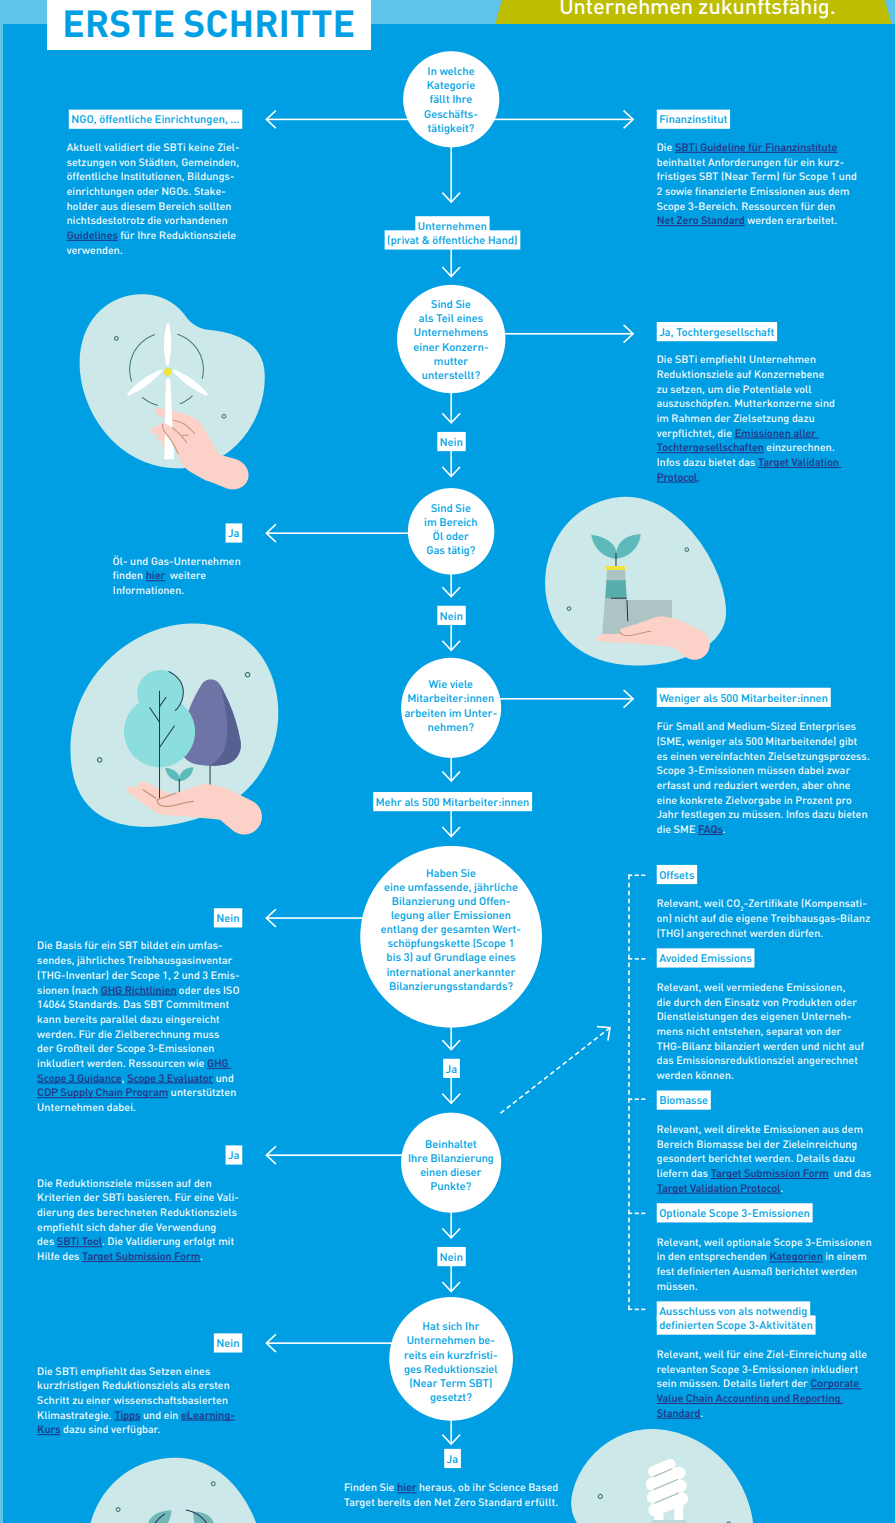 Unternehmen zukunftsfähig.
ERSTE SCHRITTE
In welche
Kategorie
fällt Ihre
Geschäfts-
tätigkeit?
NGO, öffentliche Einrichtungen, ...
Aktuell validiert die SBTi keine Ziel-
setzungen von Städten, Gemeinden,
öffentliche Institutionen, Bildungs-
einrichtungen oder NGOs. Stake-
holder aus diesem Bereich sollten
nichtsdestotrotz die vorhandenen
Guidelines für Ihre Reduktionsziele
verwenden.
Finanzinstitut
Die SBTi Guideline für Finanzinstitute
beinhaltet Anforderungen für ein kurz-
fristiges SBT (Near Term) für Scope 1 und
2 sowie finanzierte Emissionen aus dem
Scope 3-Bereich. Ressourcen für den
Net Zero Standard werden erarbeitet.
Unternehmen
(privat & öffentliche Hand)
Sind Sie
als Teil eines
Unternehmens
einer Konzern-
mutter
unterstellt?
Ja, Tochtergesellschaft
Die SBTi empfiehlt Unternehmen
Reduktionsziele auf Konzernebene
zu setzen, um die Potentiale voll
auszuschöpfen. Mutterkonzerne sind
im Rahmen der Zielsetzung dazu
verpflichtet, die Emissionen aller
Tochtergesellschaften einzurechnen.
Infos dazu bietet das Target Validation
Protocol.
Nein
Sind Sie
im Bereich
Öl oder
Gas tätig?
Ja
Öl- und Gas-Unternehmen
finden hier weitere
Informationen.
Nein
Wie viele
Mitarbeiter:innen
arbeiten im Unter-
nehmen?
Weniger als 500 Mitarbeiter:innen
Für Small and Medium-Sized Enterprises
(SME, weniger als 500 Mitarbeitende) gibt
es einen vereinfachten Zielsetzungsprozess.
Scope 3-Emissionen müssen dabei zwar
erfasst und reduziert werden, aber ohne
eine konkrete Zielvorgabe in Prozent pro
Jahr festlegen zu müssen. Infos dazu bieten
die SME FAQs.
Mehr als 500 Mitarbeiter:innen
Haben Sie
eine umfassende, jährliche
Bilanzierung und Offen-
legung aller Emissionen
entlang der gesamten Wert-
schöpfungskette (Scope 1
bis 3) auf Grundlage eines
international anerkannter
Bilanzierungsstandards?
Nein
Die Basis für ein SBT bildet ein umfas-
sendes, jährliches Treibhausgasinventar
(THG-Inventar) der Scope 1, 2 und 3 Emis-
sionen (nach GHG Richtlinien oder des ISO
14064 Standards. Das SBT Commitment
kann bereits parallel dazu eingereicht
werden. Für die Zielberechnung muss
der Großteil der Scope 3-Emissionen
inkludiert werden. Ressourcen wie GHG
Scope 3 Guidance, Scope 3 Evaluator und
CDP Supply Chain Program unterstützten
Unternehmen dabei.
Ja
Beinhaltet
Ihre Bilanzierung
einen dieser
Punkte?
Offsets
Relevant, weil CO2-Zertifikate (Kompensati-
on) nicht auf die eigene Treibhausgas-Bilanz
(THG) angerechnet werden dürfen.
Avoided Emissions
Relevant, weil vermiedene Emissionen,
die durch den Einsatz von Produkten oder
Dienstleistungen des eigenen Unterneh-
mens nicht entstehen, separat von der
THG-Bilanz bilanziert werden und nicht auf
das Emissionsreduktionsziel angerechnet
werden können.
Biomasse
Relevant, weil direkte Emissionen aus dem
Bereich Biomasse bei der Zieleinreichung
gesondert berichtet werden. Details dazu
liefern das Target Submission Form und das
Target Validation Protocol.
Optionale Scope 3-Emissionen
Relevant, weil optionale Scope 3-Emissionen
in den entsprechenden Kategorien in einem
fest definierten Ausmaß berichtet werden
müssen.
Ausschluss von als notwendig
definierten Scope 3-Aktivitäten
Relevant, weil für eine Ziel-Einreichung alle
relevanten Scope 3-Emissionen inkludiert
sein müssen. Details liefert der Corporate
Value Chain Accounting und Reporting
Standard.
Ja
Die Reduktionsziele müssen auf den
Kriterien der SBTi basieren. Für eine Vali-
dierung des berechneten Reduktionsziels
empfiehlt sich daher die Verwendung
des SBTi Tool. Die Validierung erfolgt mit
Hilfe des Target Submission Form.
Nein
Hat sich Ihr
Unternehmen be-
reits ein kurzfristi-
ges Reduktionsziel
(Near Term SBT)
gesetzt?
Nein
Die SBTi empfiehlt das Setzen eines
kurzfristigen Reduktionsziels als ersten
Schritt zu einer wissenschaftsbasierten
Klimastrategie. Tipps und ein eLearning-
Kurs dazu sind verfügbar.
Ja
Finden Sie hier heraus, ob ihr Science Based
Target bereits den Net Zero Standard erfüllt.